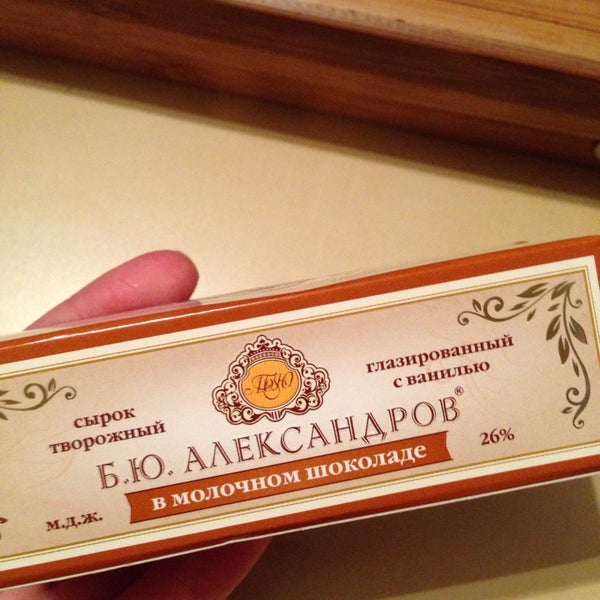 сырок
творожный
глазированный
с ванилью
Б.Ю. АЛЕКСАНДРОВ®
в молочном шоколаде
м.д.ж.
26%